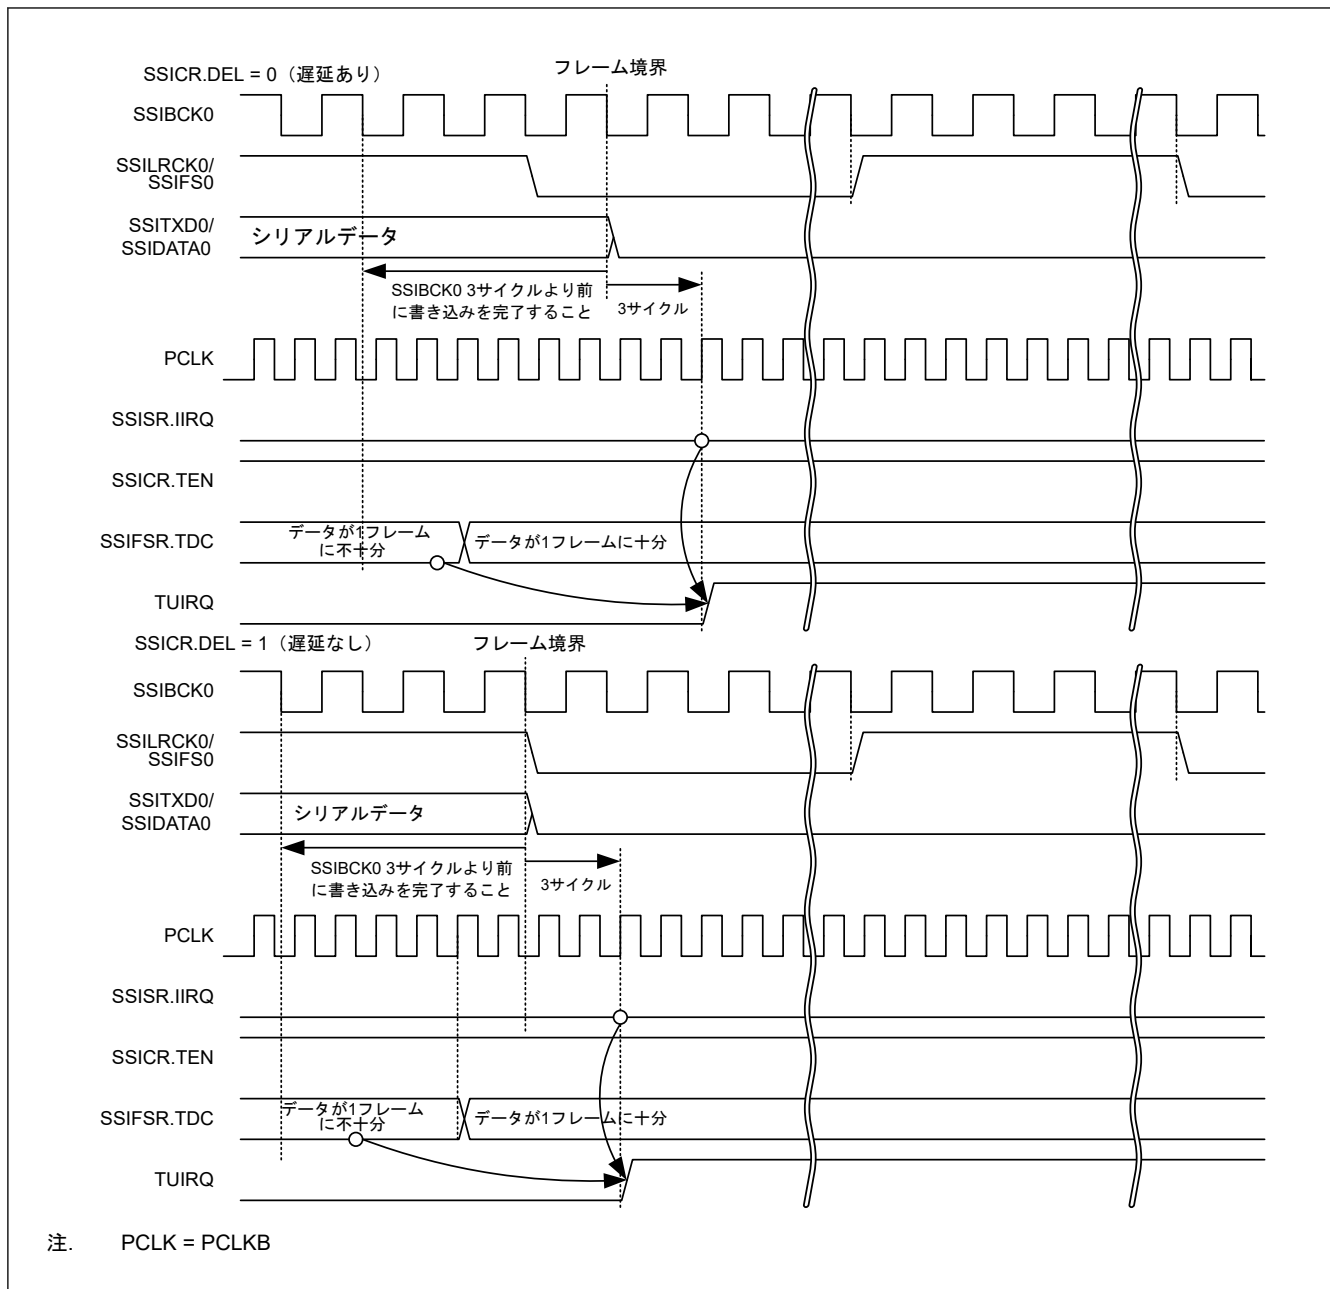 SSICR.DEL = 0（遅延あり）
フレーム境界
SSIBCK0
SSILRCK0/
SSIFS0
SSITXD0/
SSIDATA0
シリアルデータ
SSIBCK0 3サイクルより前
に書き込みを完了すること
3サイクル
PCLK
SSISR.IIRQ
SSICR.TEN
SSIFSR.TDC
データが1フレーム
に不十分
データが1フレームに十分
TUIRQ
SSICR.DEL = 1（遅延なし）
フレーム境界
SSIBCK0
SSILRCK0/
SSIFS0
SSITXD0/
SSIDATA0
シリアルデータ
SSIBCK0 3サイクルより前
に書き込みを完了すること
3サイクル
PCLK
SSISR.IIRQ
SSICR.TEN
SSIFSR.TDC
データが1フレーム
に不十分
データが1フレームに十分
TUIRQ
注. PCLK = PCLKB